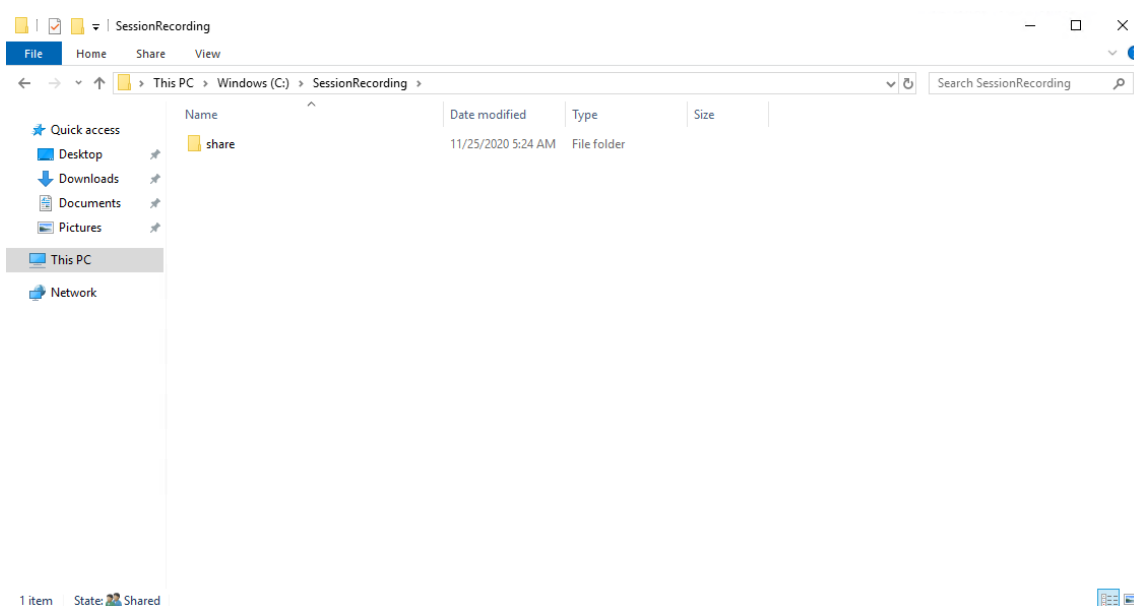 SessionRecording
File Home Share View
This PC Windows (C:) SessionRecording Search SessionRecording
Name Date modified Type Size
Quick access
share 11/25/2020 5:24 AM File folder
Desktop
Downloads
Documents
Pictures
This PC
Network
1 item State: Shared